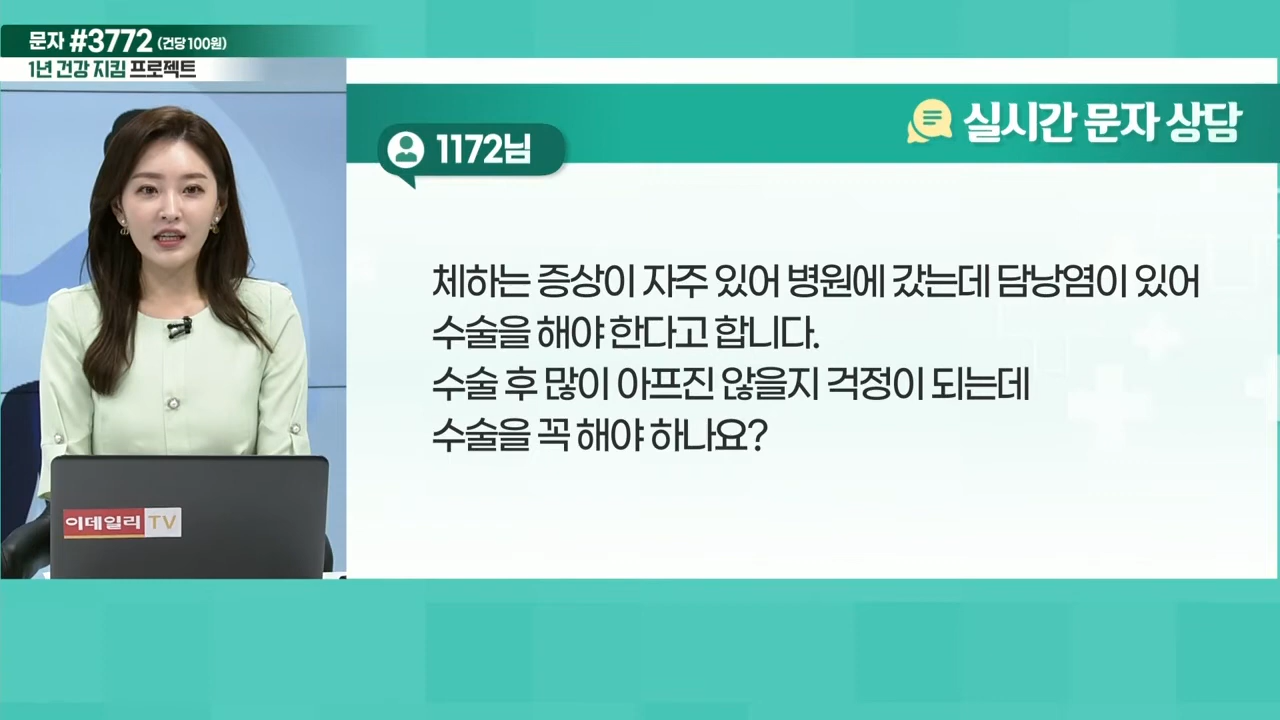 문자 #3772 (건당 100원)
1년 건강 지킴 프로젝트
실시간 문자 상담
1172님
체하는 증상이 자주 있어 병원에 갔는데 담낭염이 있어
수술을 해야 한다고 합니다.
수술 후 많이 아프진 않을지 걱정이 되는데
수술을 꼭 해야 하나요?
이데일리 TV